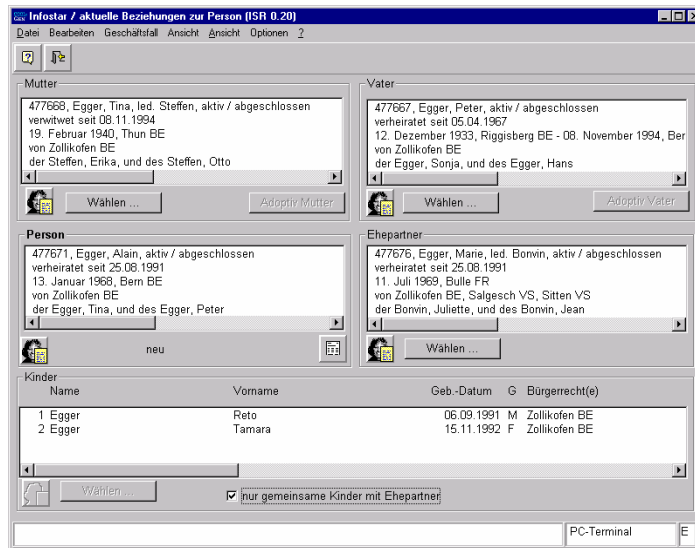 Infostar / aktuelle Beziehungen zur Person (ISR 0.20)
Datei Bearbeiten Geschäftsfall Ansicht Ansicht Optionen ?
Mutter
477668, Egger, Tina, led. Steffen, aktiv / abgeschlossen
verwitwet seit 08.11.1994
19. Februar 1940, Thun BE
von Zollikofen BE
der Steffen, Erika, und des Steffen, Otto
Wählen ... Adoptiv Mutter
Vater
477667, Egger, Peter, aktiv / abgeschlossen
verheiratet seit 05.04.1967
12. Dezember 1933, Riggisberg BE - 08. November 1994, Ber
von Zollikofen BE
der Egger, Sonja, und des Egger, Hans
Wählen ... Adoptiv Vater
Person
477671, Egger, Alain, aktiv / abgeschlossen
verheiratet seit 25.08.1991
13. Januar 1968, Bern BE
von Zollikofen BE
der Egger, Tina, und des Egger, Peter
neu
Ehepartner
477676, Egger, Marie, led. Bonvin, aktiv / abgeschlossen
verheiratet seit 25.08.1991
11. Juli 1969, Bulle FR
von Zollikofen BE, Salgesch VS, Sitten VS
der Bonvin, Juliette, und des Bonvin, Jean
Wählen ...
Kinder
Name Vorname Geb.-Datum G Bürgerrecht(e)
1 Egger Reto 06.09.1991 M Zollikofen BE
2 Egger Tamara 15.11.1992 F Zollikofen BE
Wählen ... nur gemeinsame Kinder mit Ehepartner
PC-Terminal E